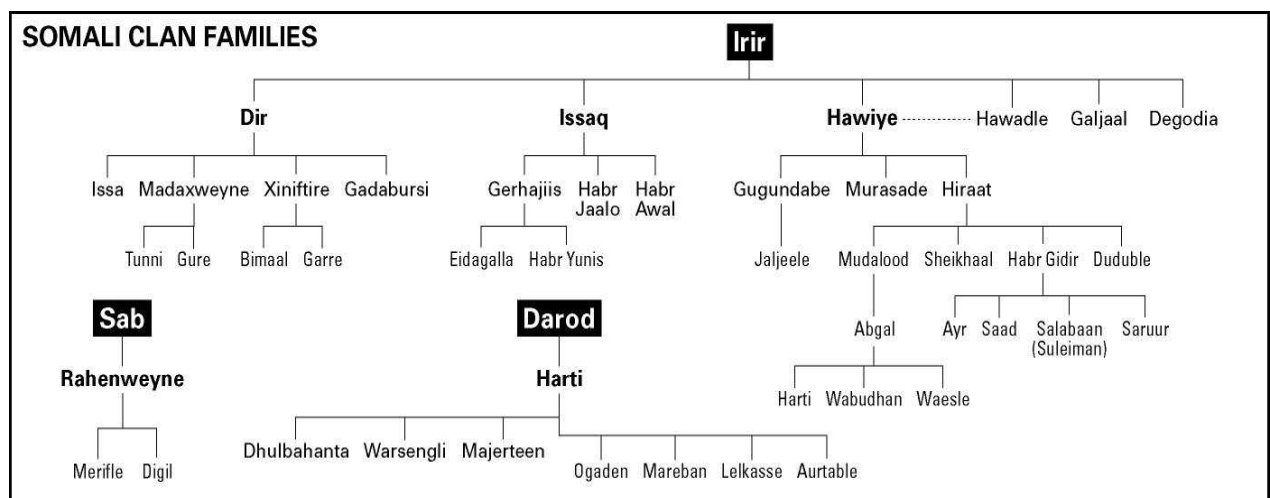 SOMALI CLAN FAMILIES
Irir
Dir Issaq Hawiye Hawadle Galjaal Degodia
Issa Madaxweyne Xiniftire Gadabursi Gerhajiis Habr Jaalo Habr Awal Gugundabe Murasade Hiraat
Tunni Gure Bimaal Garre Eidagalla Habr Yunis Jaljeele Mudalood Sheikhaal Habr Gidir Duduble
Abgal Ayr Saad Salabaan (Suleiman) Saruur
Harti Wabudhan Waesle
Sab
Rahenweyne
Merifle Digil
Darod
Harti
Dhulbahanta Warsengli Majerteen
Ogaden Mareban Lelkasse Aurtable